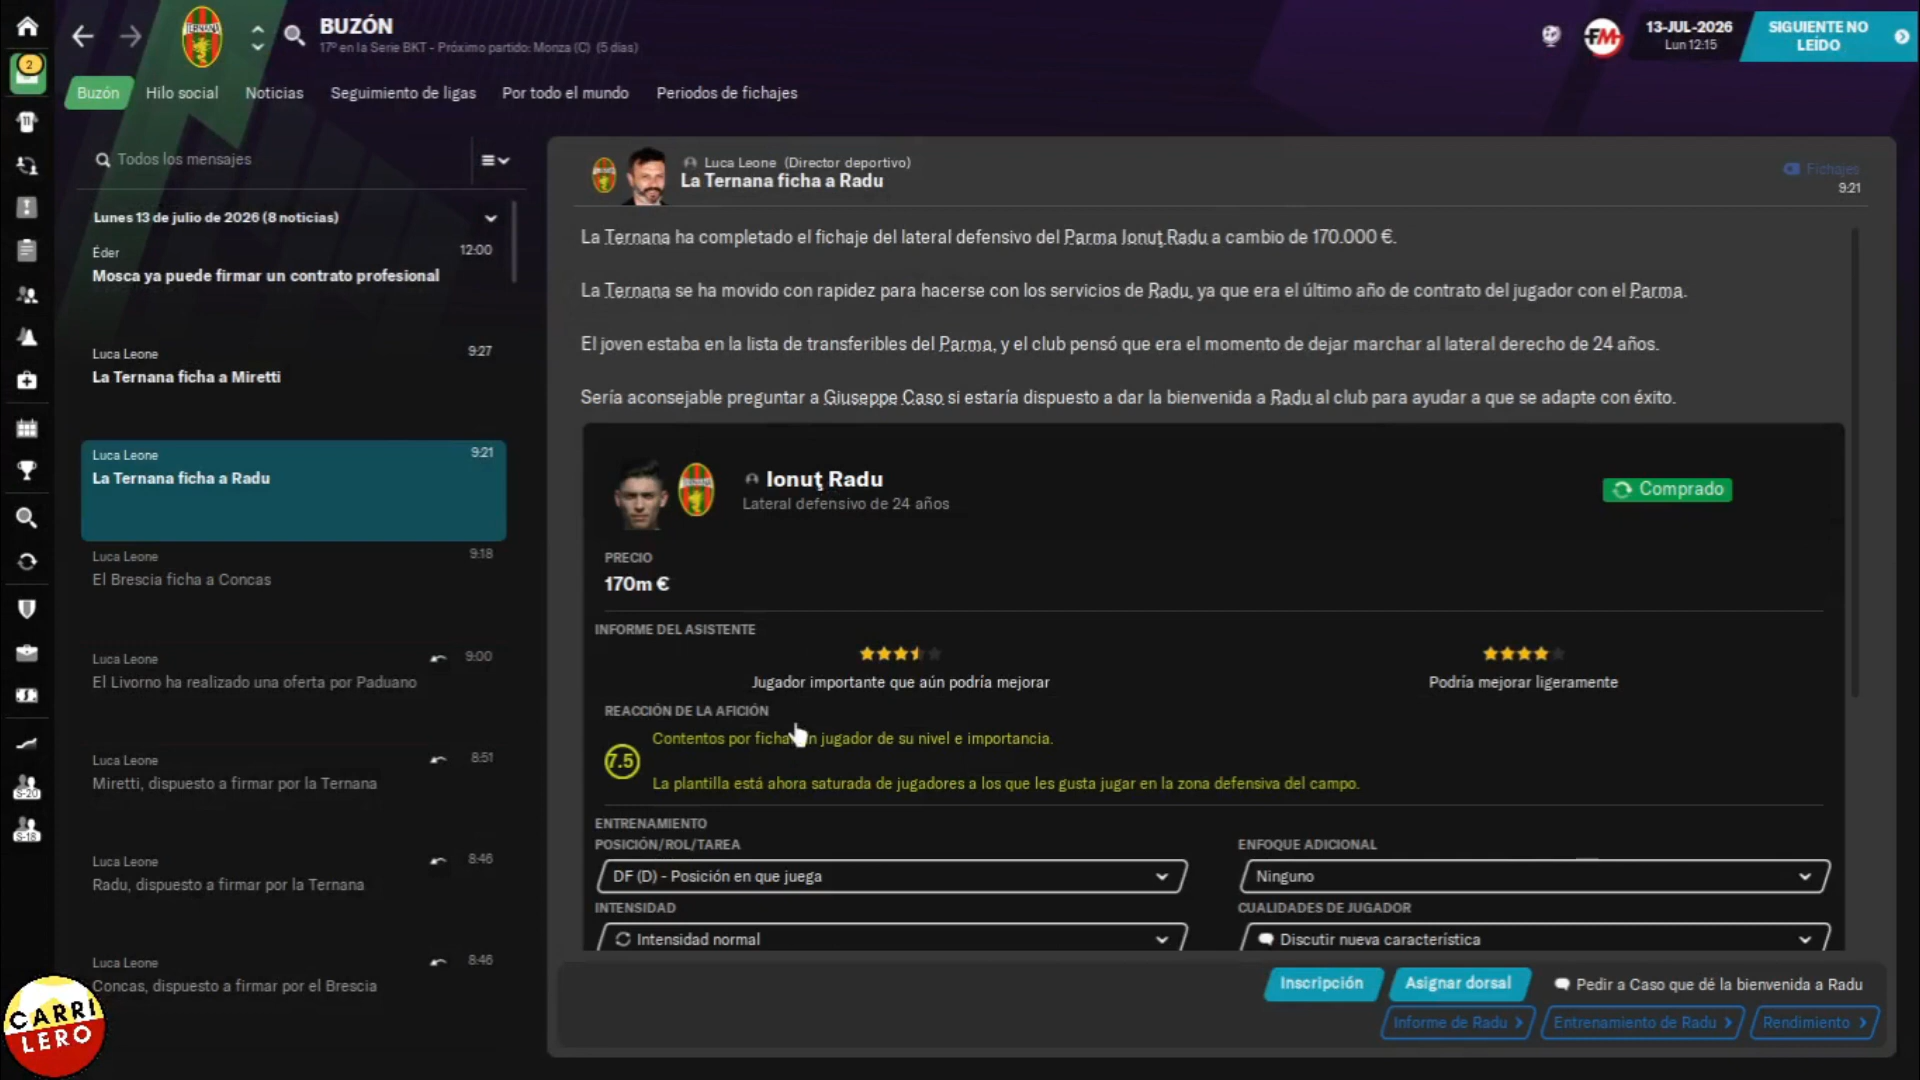 BUZÓN
17º en la Serie BKT - Próximo partido: Monza (C) (5 días)
13-JUL-2026
Lun 12:15
SIGUIENTE NO LEÍDO
2
Buzón
Hilo social
Noticias
Seguimiento de ligas
Por todo el mundo
Periodos de fichajes
Todos los mensajes
Lunes 13 de julio de 2026 (8 noticias)
Éder
12:00
Mosca ya puede firmar un contrato profesional
Luca Leone
9:27
La Ternana ficha a Miretti
Luca Leone
9:21
La Ternana ficha a Radu
Luca Leone
9:18
El Brescia ficha a Concas
Luca Leone
9:00
El Livorno ha realizado una oferta por Paduano
Luca Leone
8:51
Miretti, dispuesto a firmar por la Ternana
Luca Leone
8:46
Radu, dispuesto a firmar por la Ternana
Luca Leone
8:46
Concas, dispuesto a firmar por el Brescia
S-20
S-18
CARRI
LERO
FM
Luca Leone (Director deportivo)
La Ternana ficha a Radu
Fichajes
9:21
La Ternana ha completado el fichaje del lateral defensivo del Parma Ionuţ Radu a cambio de 170.000 €.
La Ternana se ha movido con rapidez para hacerse con los servicios de Radu, ya que era el último año de contrato del jugador con el Parma.
El joven estaba en la lista de transferibles del Parma, y el club pensó que era el momento de dejar marchar al lateral derecho de 24 años.
Sería aconsejable preguntar a Giuseppe Caso si estaría dispuesto a dar la bienvenida a Radu al club para ayudar a que se adapte con éxito.
Ionuţ Radu
Lateral defensivo de 24 años
Comprado
PRECIO
170m €
INFORME DEL ASISTENTE
Jugador importante que aún podría mejorar
Podría mejorar ligeramente
REACCIÓN DE LA AFICIÓN
7.5
Contentos por ficha n jugador de su nivel e importancia.
La plantilla está ahora saturada de jugadores a los que les gusta jugar en la zona defensiva del campo.
ENTRENAMIENTO
POSICIÓN/ROL/TAREA
DF (D) - Posición en que juega
ENFOQUE ADICIONAL
Ninguno
INTENSIDAD
Intensidad normal
CUALIDADES DE JUGADOR
Discutir nueva característica
Inscripción
Asignar dorsal
Pedir a Caso que dé la bienvenida a Radu
Informe de Radu
Entrenamiento de Radu
Rendimiento